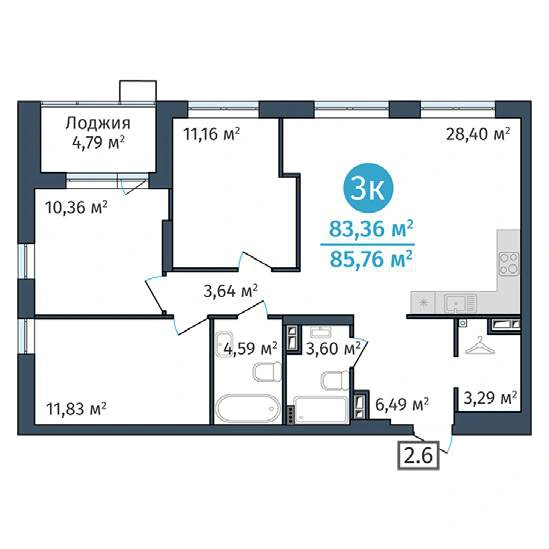 Лоджия
4,79 м²
11,16 м²
28,40 м²
3к
83,36 м²
85,76 м²
10,36 м²
3,64 м²
4,59 м²
3,60 м²
11,83 м²
6,49 м²
3,29 м²
2.6